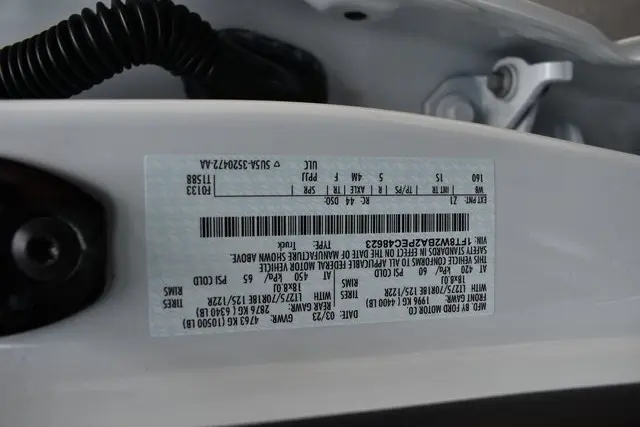 MFD. BY FORD MOTOR CO.
DATE: 03/23 GVWR: 4763 KG (10500 LB)
FRONT GAWR: REAR GAWR:
1996 KG (4400 LB) 2876 KG (6340 LB)
WITH WITH
LT275/70R18E 125/122R TIRES LT275/70R18E 125/122R TIRES
18x8.0J RIMS 18x8.0J RIMS
AT 420 kPa/ 60 PSI COLD AT 450 kPa/ 65 PSI COLD
THIS VEHICLE CONFORMS TO ALL APPLICABLE FEDERAL MOTOR VEHICLE
SAFETY STANDARDS IN EFFECT ON THE DATE OF MANUFACTURE SHOWN ABOVE.
VIN: 1FT8W2BA2PEC48623
TYPE: Truck
F0133
T1588
EXT PNT: Z1 RC: 44 DSO:
WB INT TR TP/PS R AXLE TR SPR
160 1S 5 4M F PPJJ
ULC
5U5A-3520472-AA